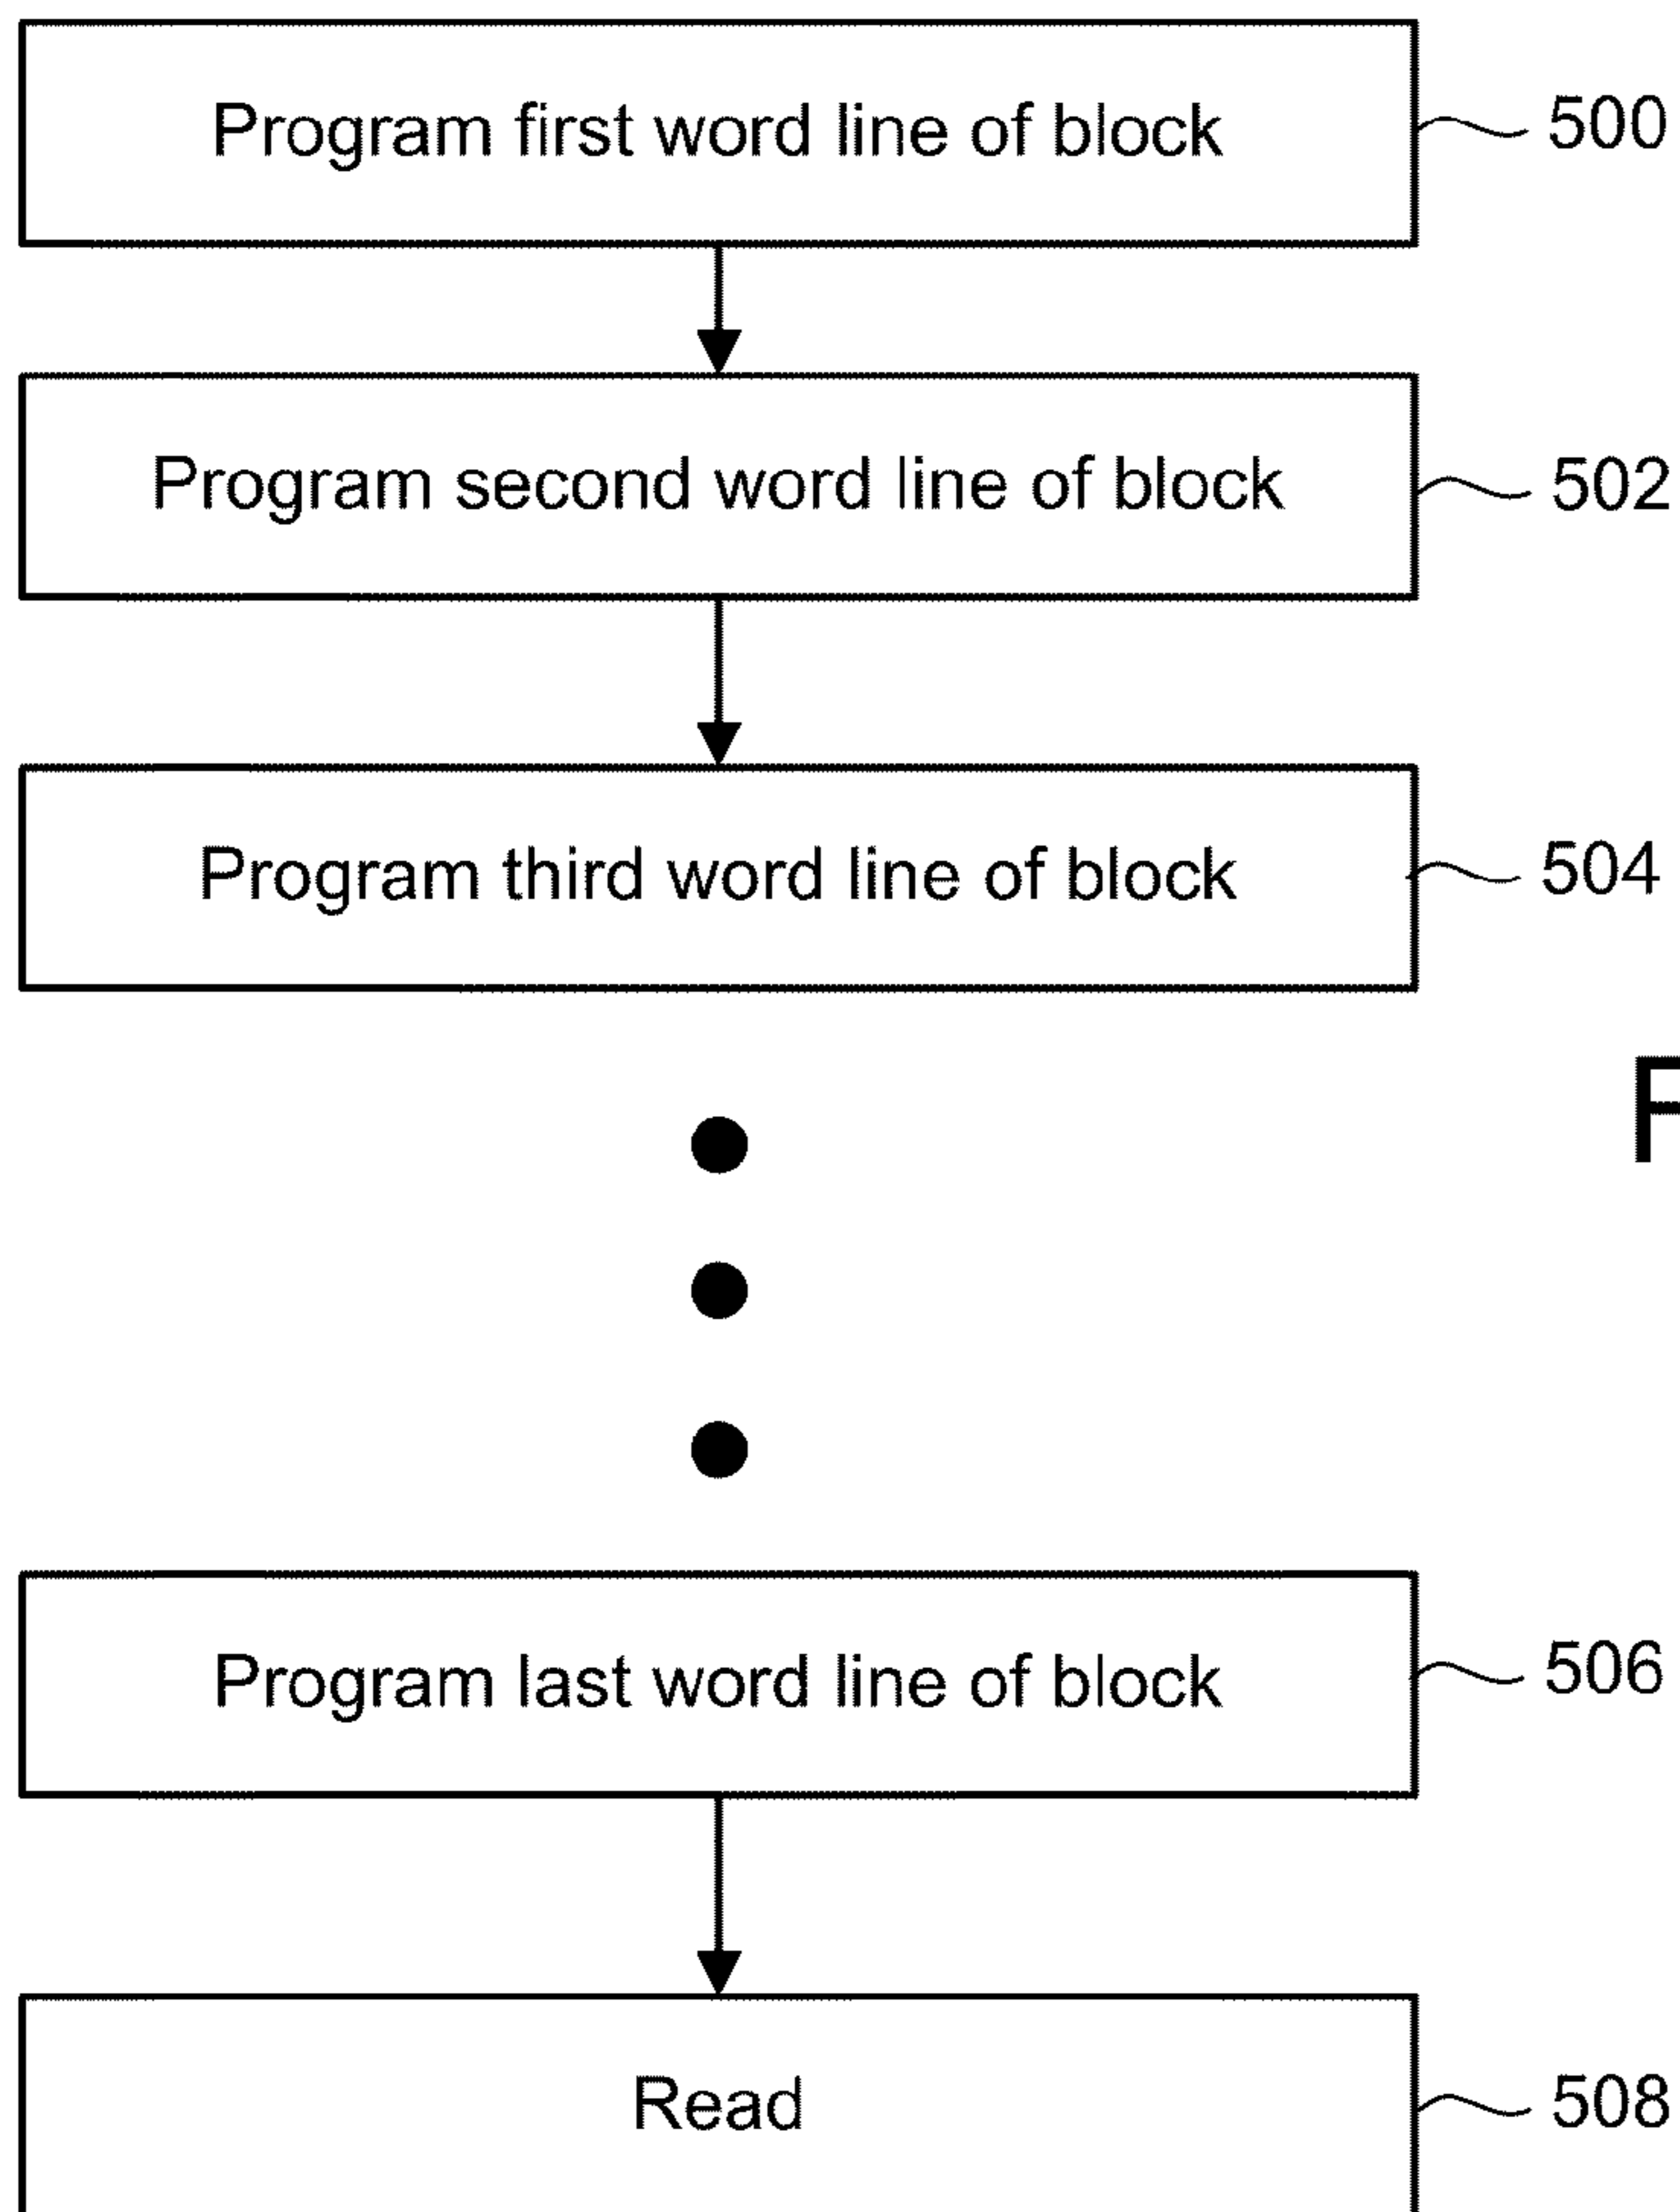 Program first word line of block 500
Program second word line of block 502
Program third word line of block 504
F
Program last word line of block 506
Read 508